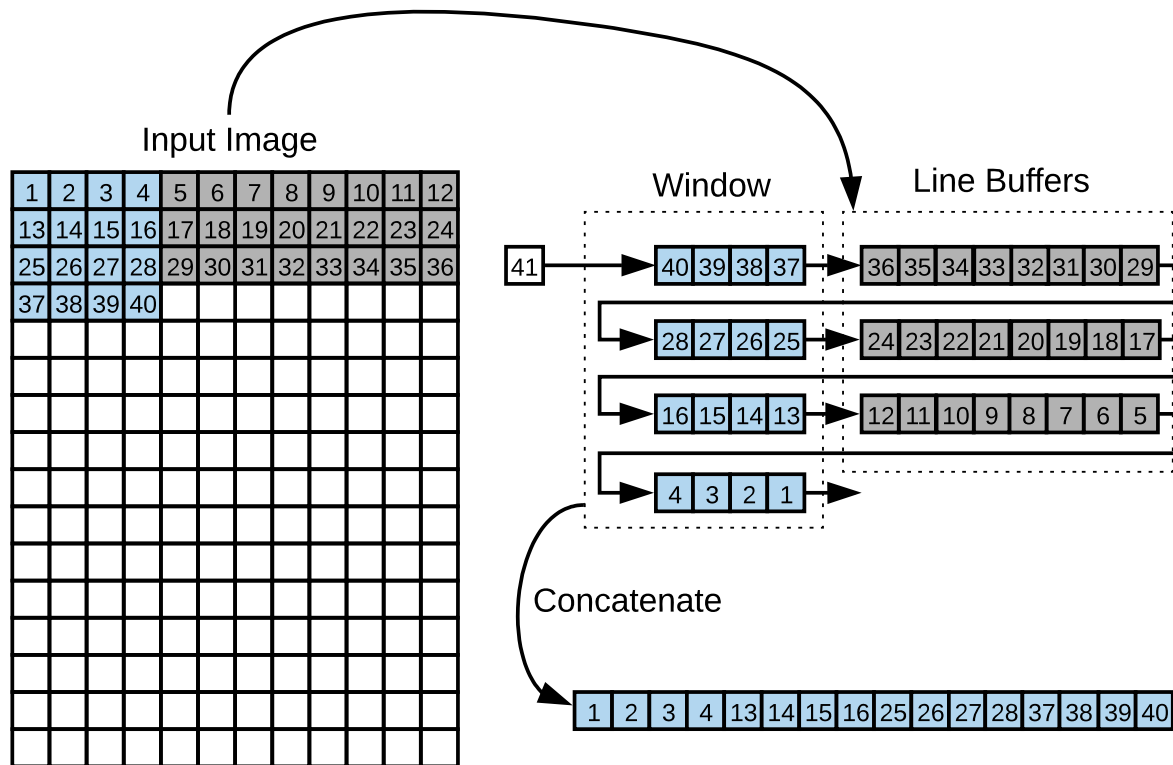 Input Image
1 2 3 4 5 6 7 8 9 10 11 12
13 14 15 16 17 18 19 20 21 22 23 24
25 26 27 28 29 30 31 32 33 34 35 36
37 38 39 40
Window
Line Buffers
41 40 39 38 37 36 35 34 33 32 31 30 29
28 27 26 25 24 23 22 21 20 19 18 17
16 15 14 13 12 11 10 9 8 7 6 5
4 3 2 1
Concatenate
1 2 3 4 13 14 15 16 25 26 27 28 37 38 39 40